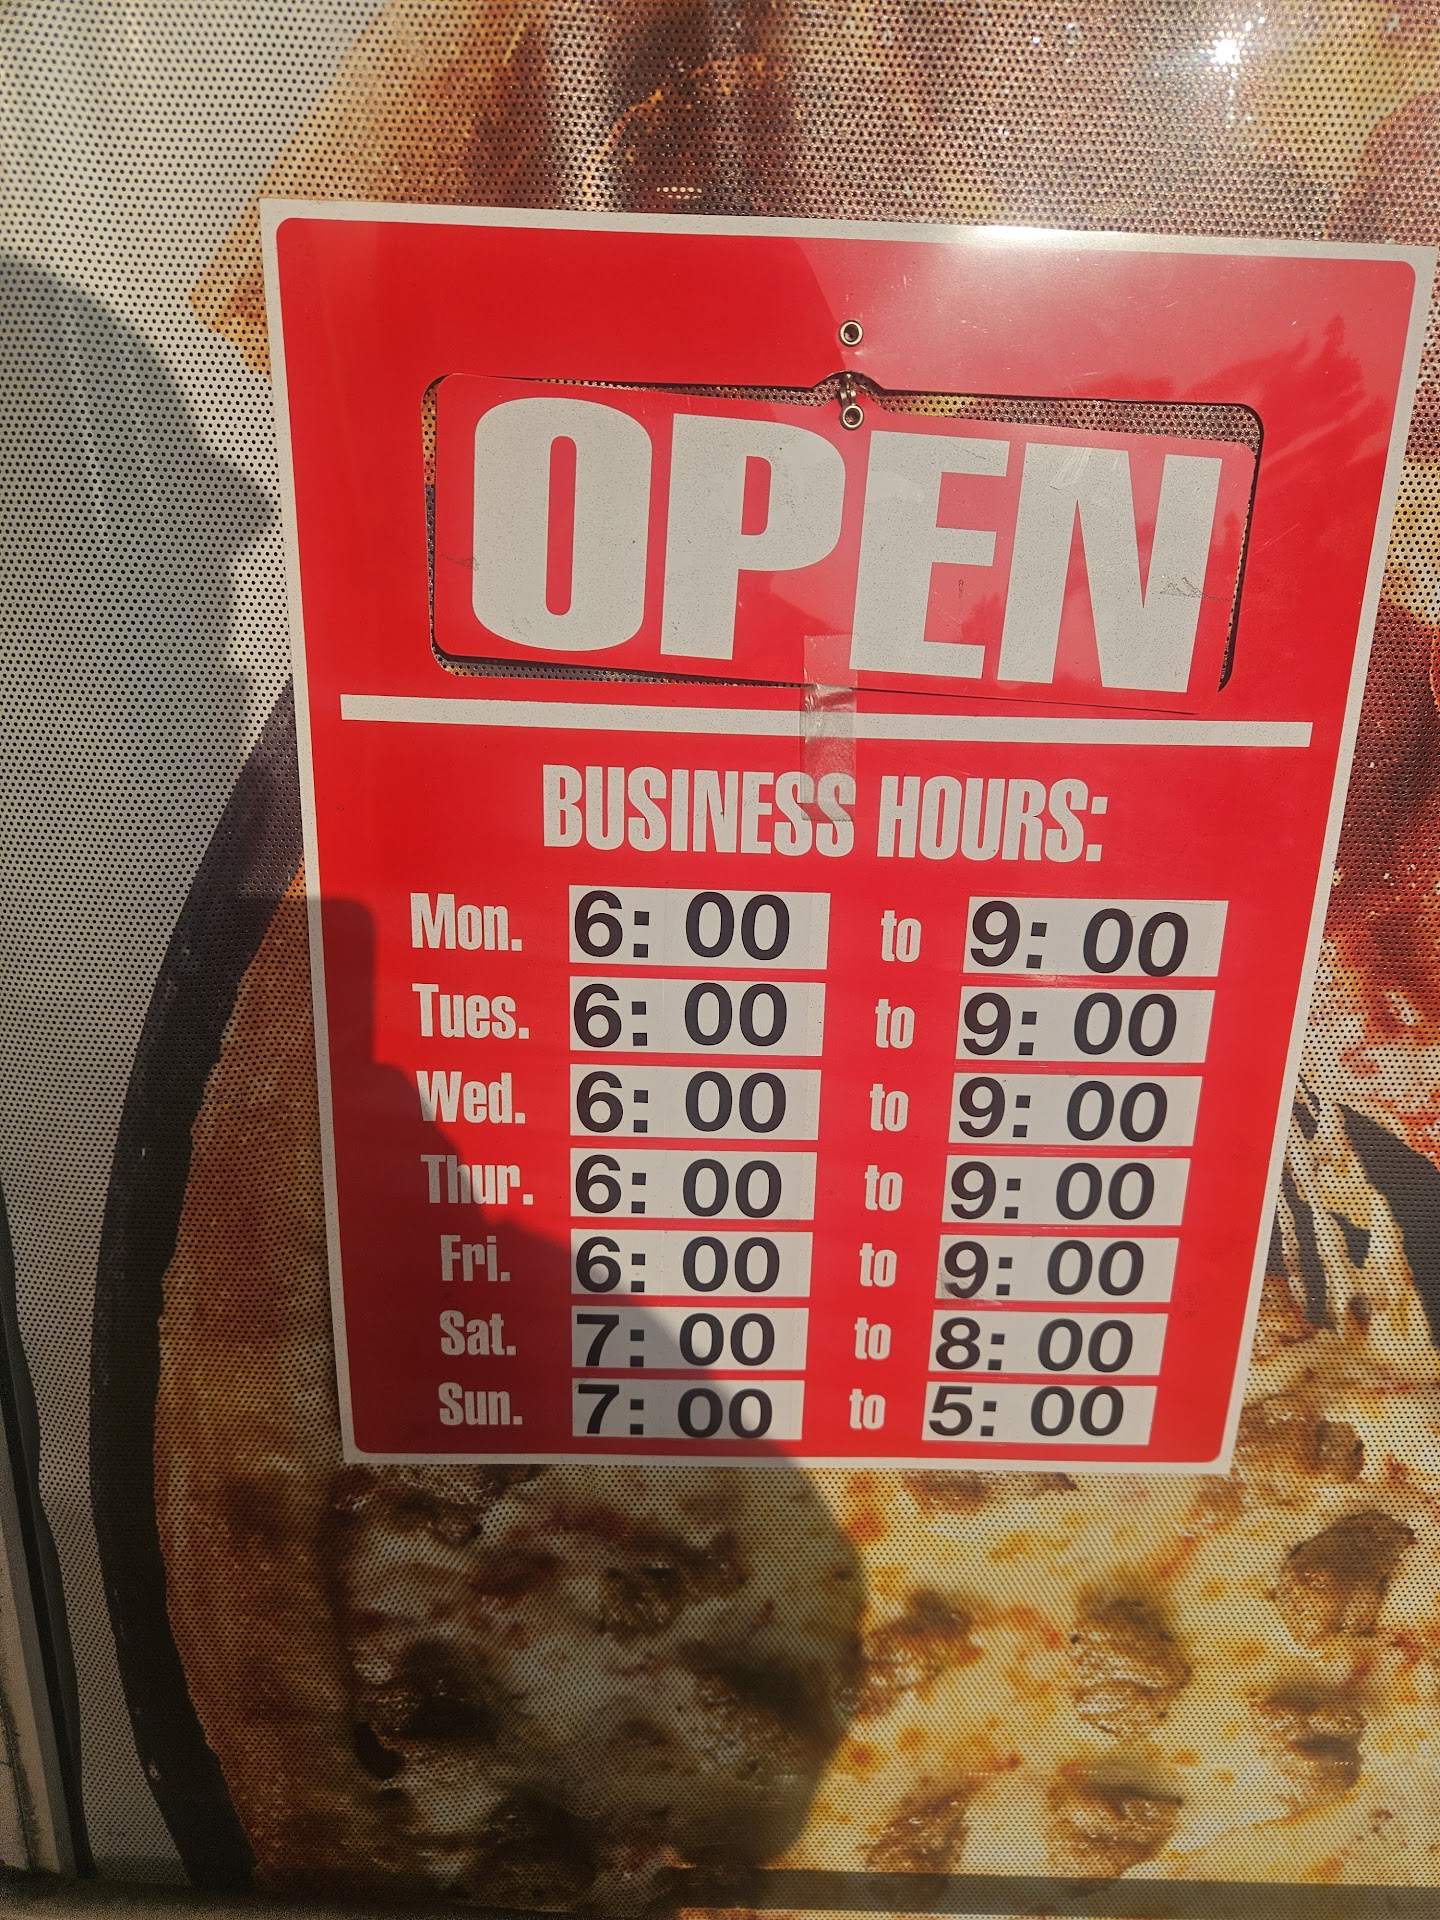 OPEN
BUSINESS HOURS:
Mon. 6: 00 to 9: 00
Tues. 6: 00 to 9: 00
Wed. 6: 00 to 9: 00
Thur. 6: 00 to 9: 00
Fri. 6: 00 to 9: 00
Sat. 7: 00 to 8: 00
Sun. 7: 00 to 5: 00